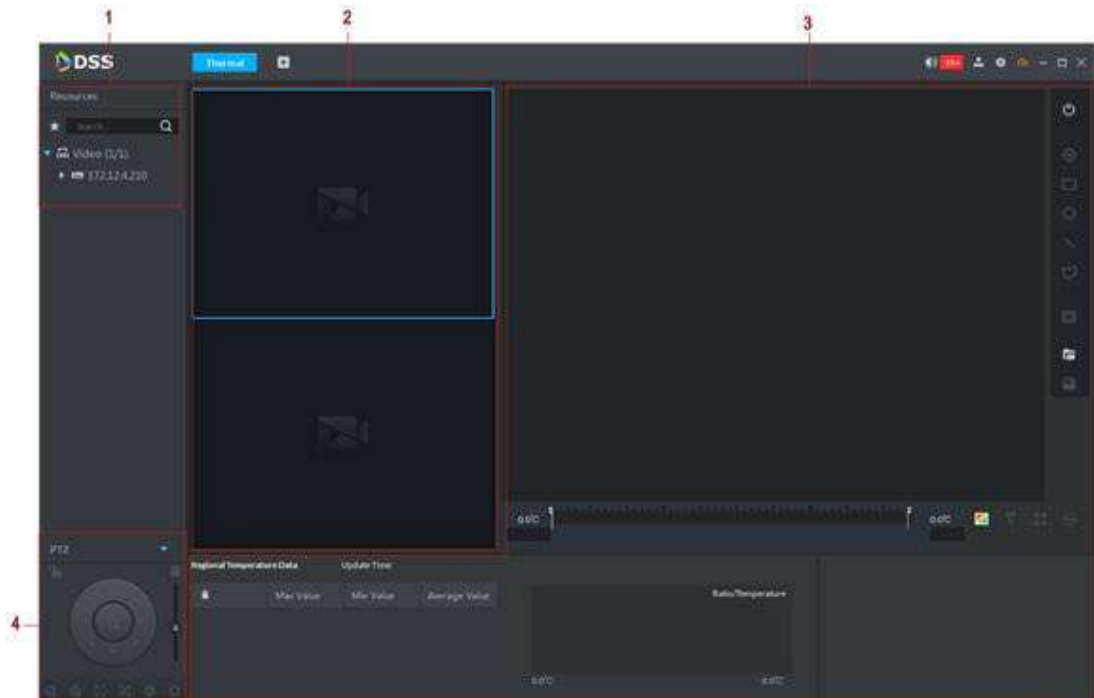 1
2
3
DSS
Thermal
Resources
Search...
Video (1/1)
172.12.4.210
0.0°C
0.0°C
PTZ
4
Regional Temperature Data
Update Time:
Max Value
Min Value
Average Value
Ratio/Temperature
0.0°C
0.0°C